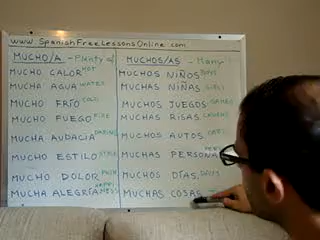 www.SpanishFreeLessonsOnline.com
MUCHO/A - Plenty of MUCHOS/AS - Many
MUCHO CALOR HOT MUCHOS NIÑOS BOYS
MUCHA AGUA WATER MUCHAS NIÑAS GIRLS
MUCHO FRÍO COLD MUCHOS JUEGOS GAMES
MUCHO FUEGO FIRE MUCHAS RISAS
MUCHA AUDACIA DARING MUCHOS AUTOS CARS
MUCHO ESTILO STYLE MUCHAS PERSONA
MUCHO DOLOR PAIN MUCHOS DÍAS DAYS
MUCHA ALEGRÍA HAPPINESS MUCHAS COSAS